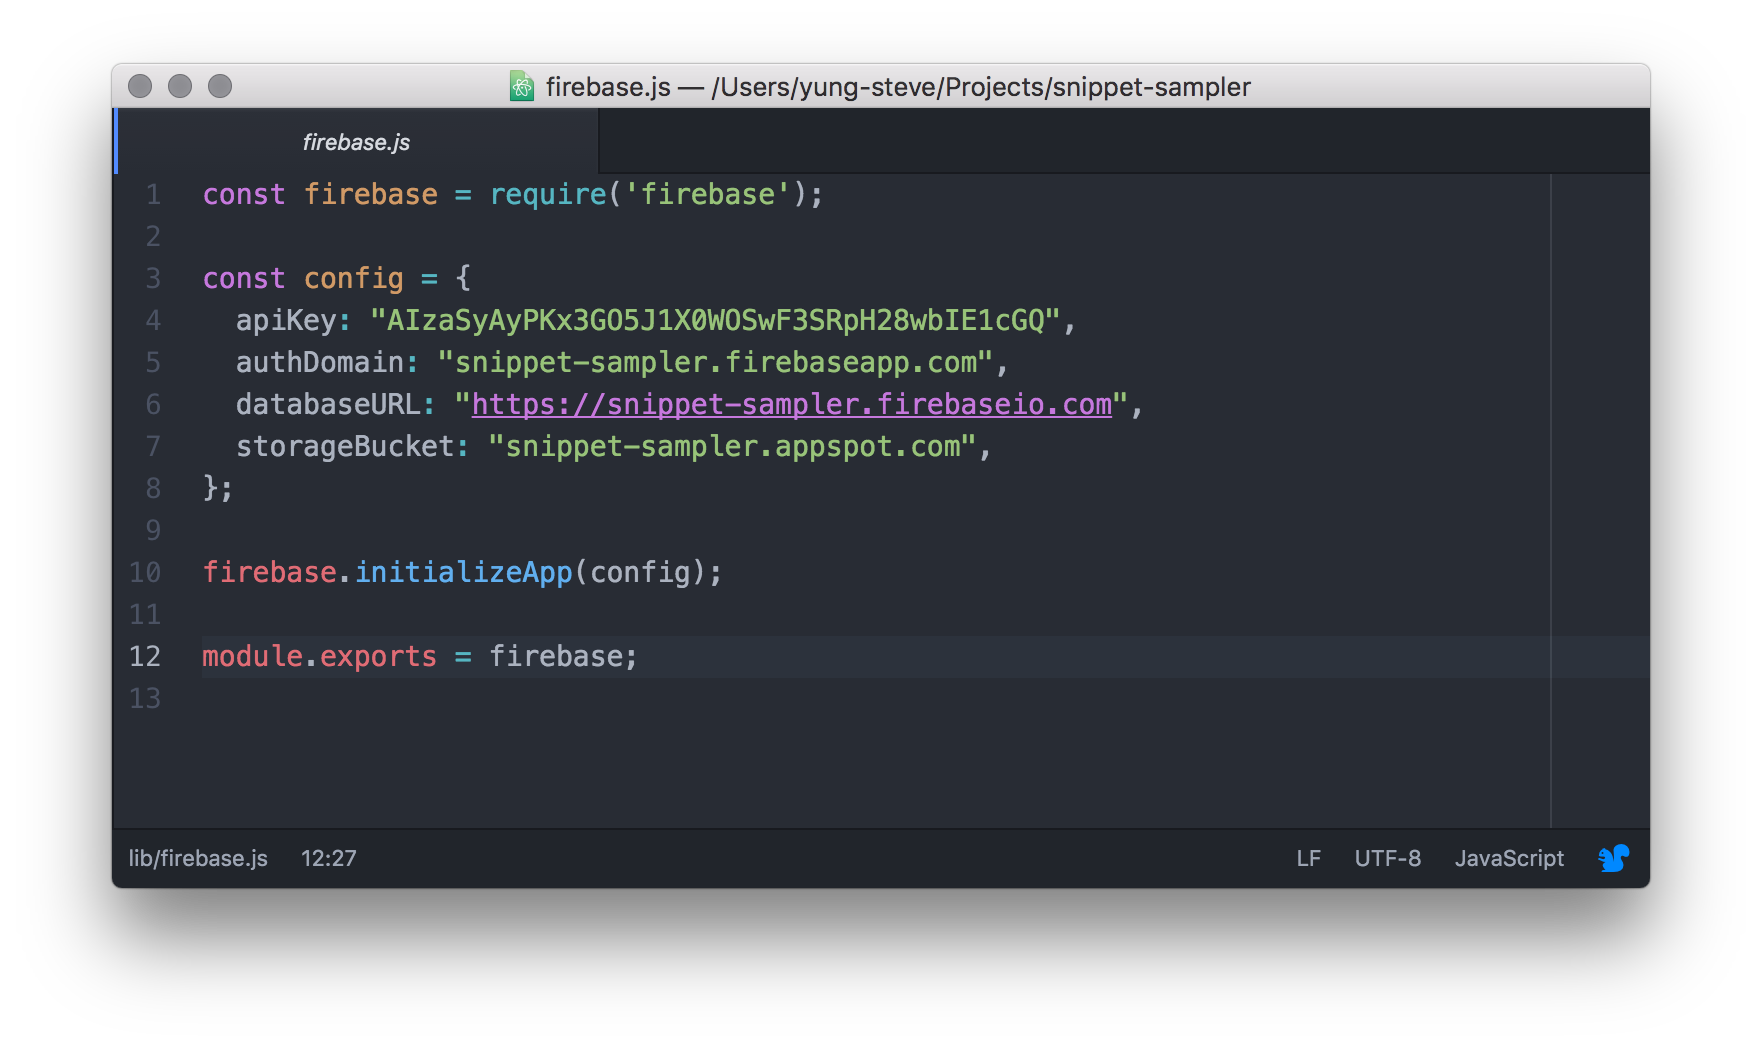 firebase.js — /Users/yung-steve/Projects/snippet-sampler
firebase.js
1 const firebase = require('firebase');
2
3 const config = {
4   apiKey: "AIzaSyAyPKx3GO5J1X0WOSwF3SRpH28wbIE1cGQ",
5   authDomain: "snippet-sampler.firebaseapp.com",
6   databaseURL: "https://snippet-sampler.firebaseio.com",
7   storageBucket: "snippet-sampler.appspot.com",
8 };
9
10 firebase.initializeApp(config);
11
12 module.exports = firebase;
13
lib/firebase.js 12:27 LF UTF-8 JavaScript